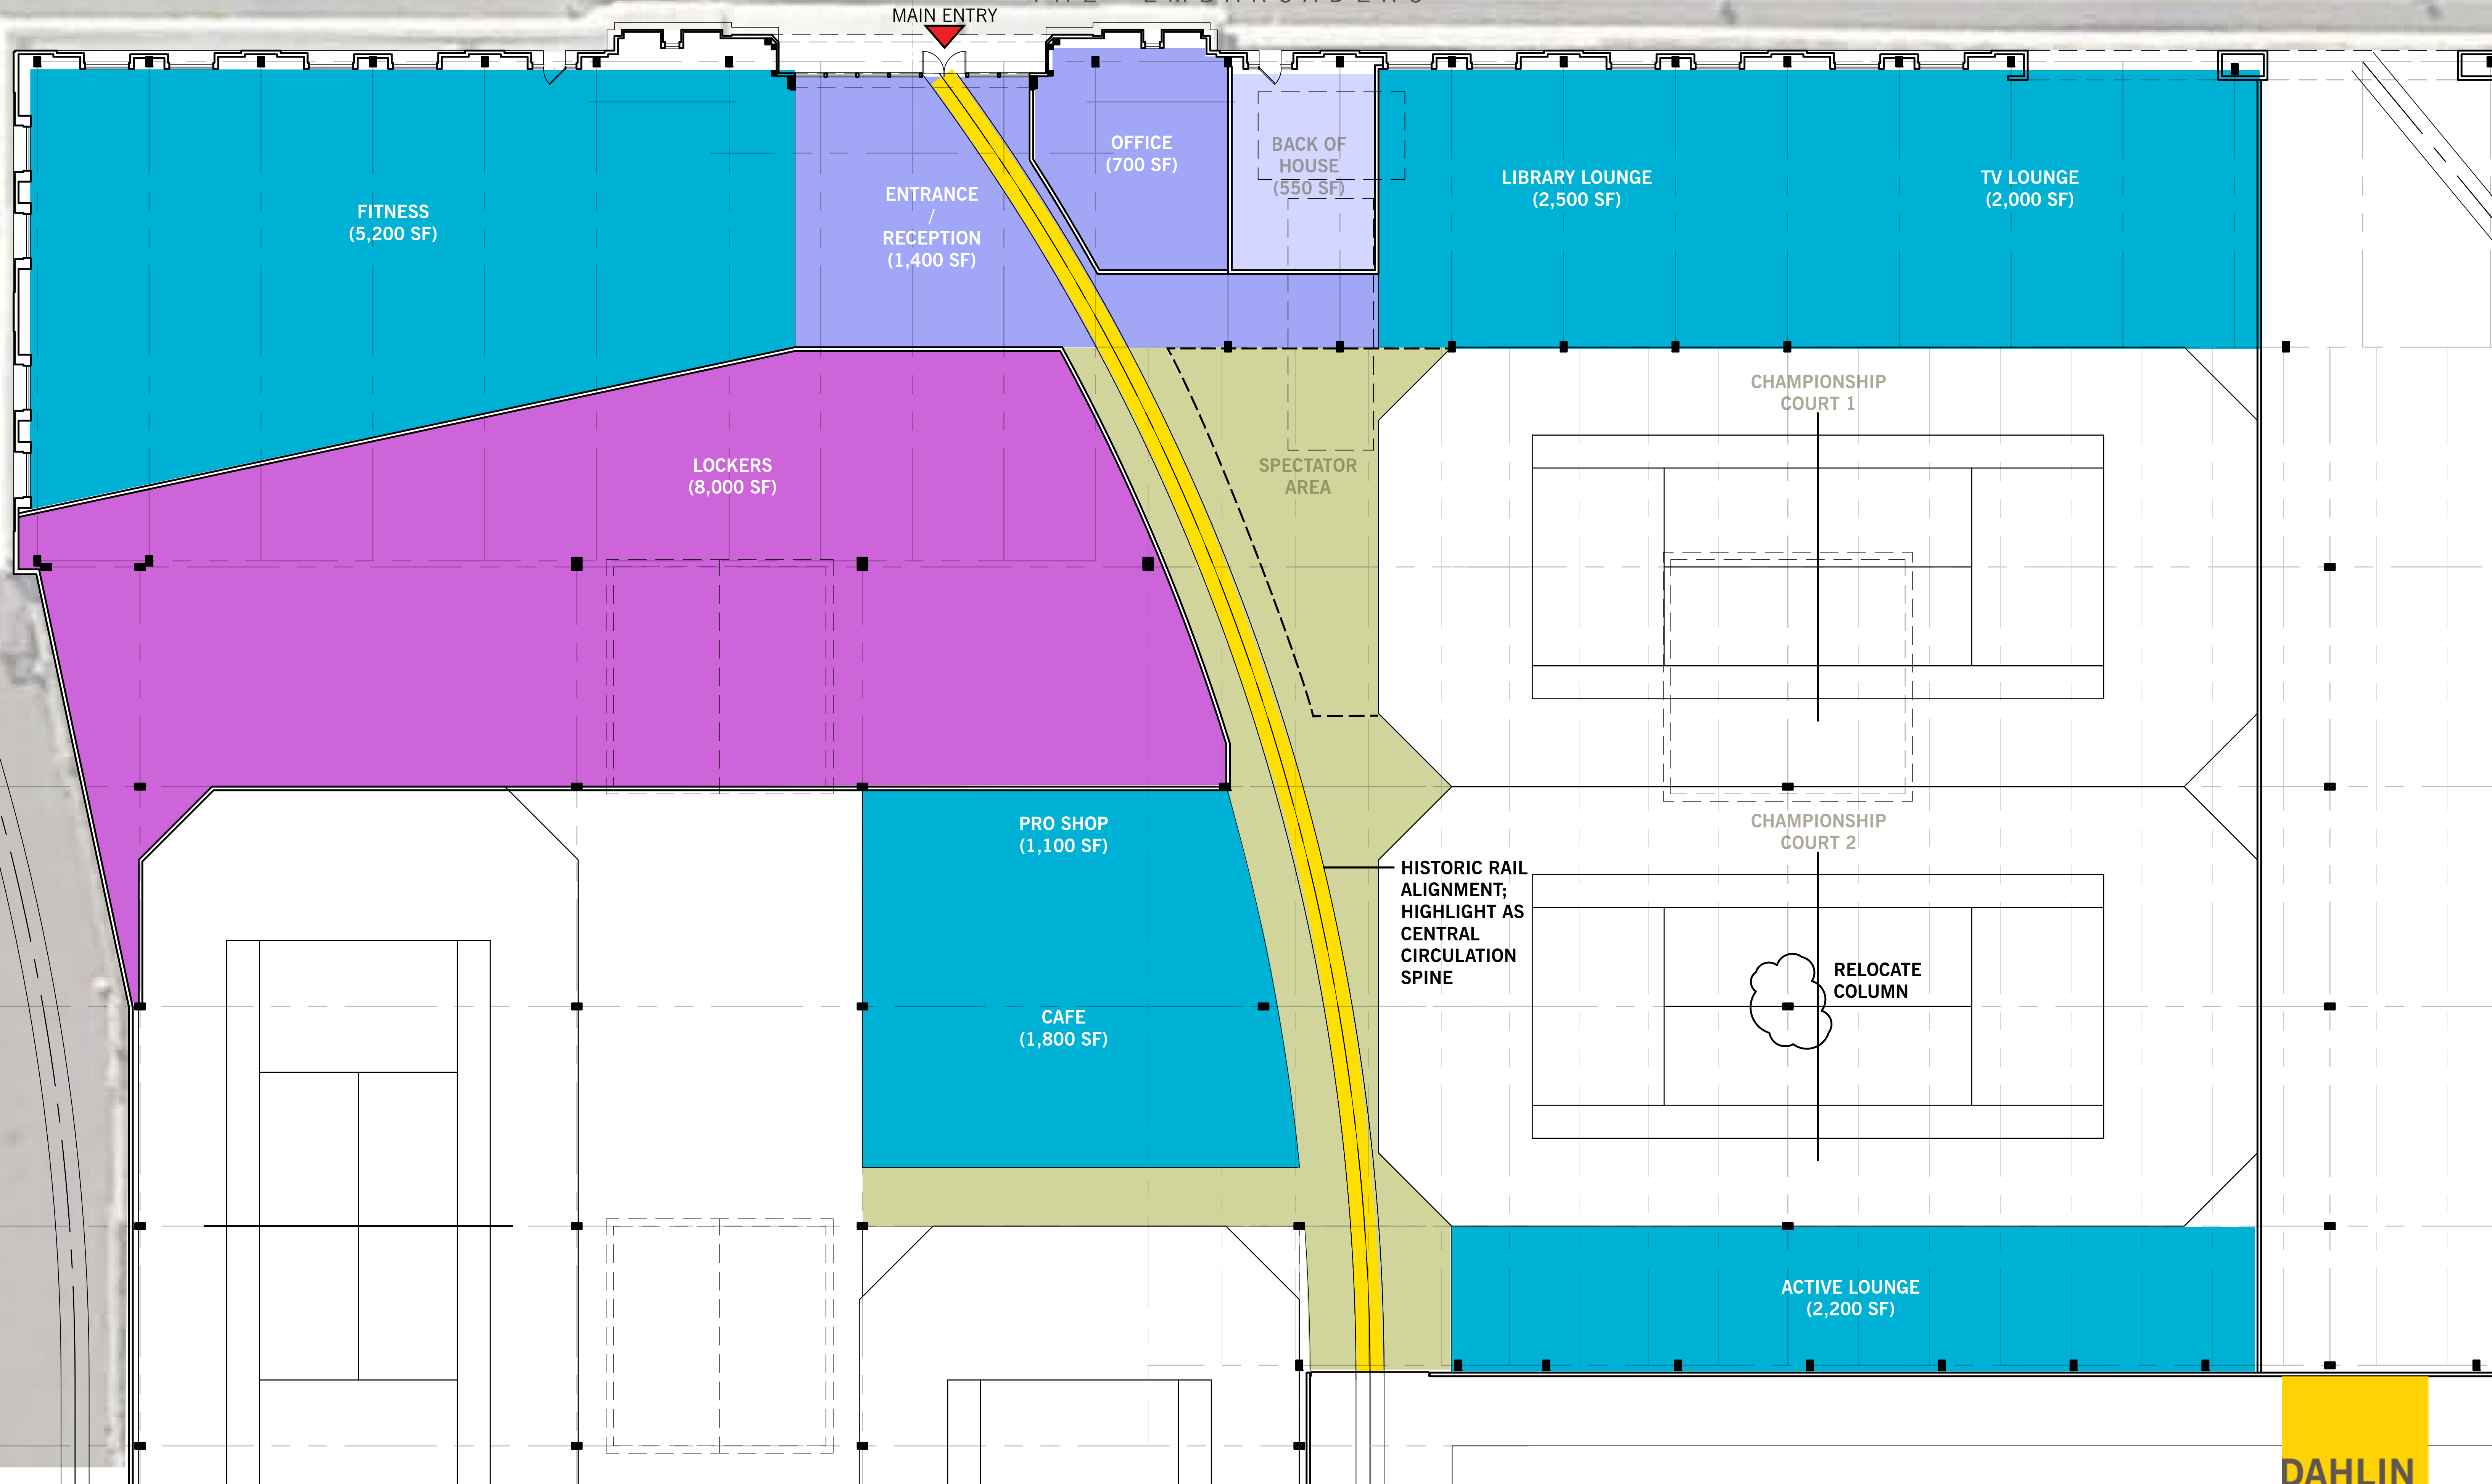 THE EMBARCADERO
MAIN ENTRY
OFFICE
(700 SF)
BACK OF
HOUSE
(550 SF)
LIBRARY LOUNGE
(2,500 SF)
TV LOUNGE
(2,000 SF)
FITNESS
(5,200 SF)
ENTRANCE
/
RECEPTION
(1,400 SF)
CHAMPIONSHIP
COURT 1
LOCKERS
(8,000 SF)
SPECTATOR
AREA
PRO SHOP
(1,100 SF)
CHAMPIONSHIP
COURT 2
HISTORIC RAIL
ALIGNMENT;
HIGHLIGHT AS
CENTRAL
CIRCULATION
SPINE
RELOCATE
COLUMN
CAFE
(1,800 SF)
ACTIVE LOUNGE
(2,200 SF)
DAHLIN